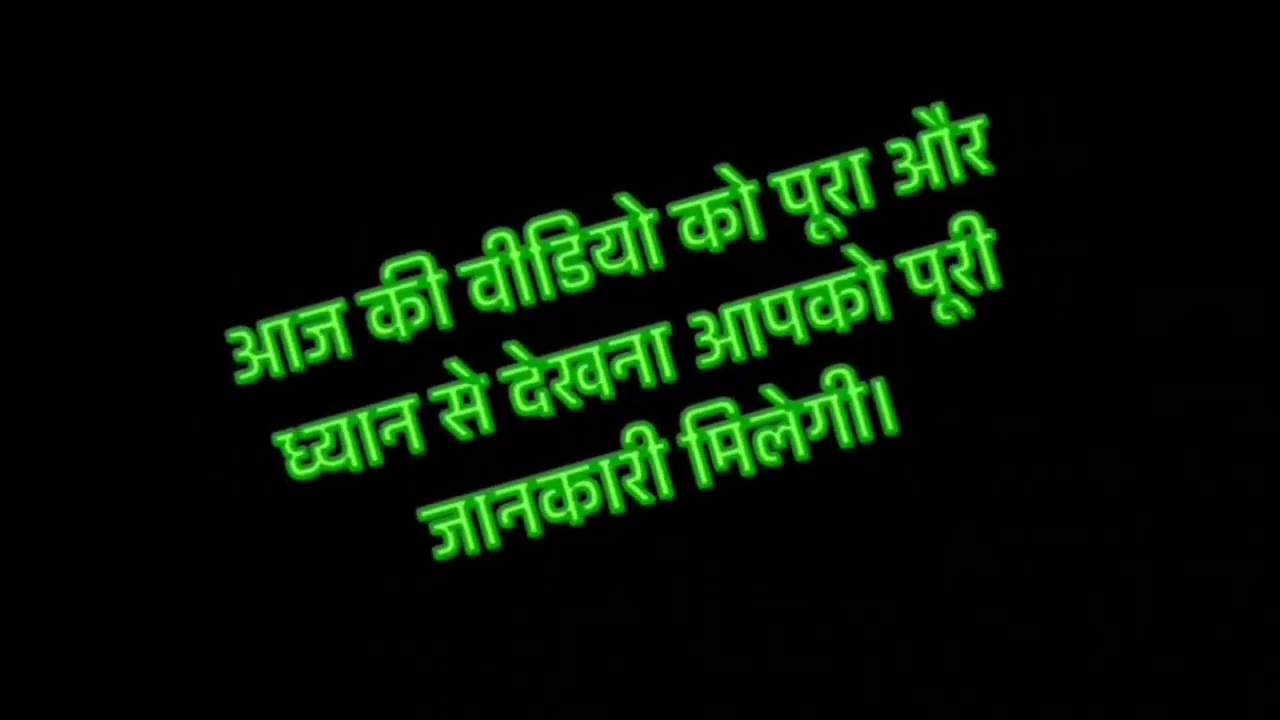 आज की वीडियो को पूरा और
ध्यान से देखना आपको पूरी
जानकारी मिलेगी।